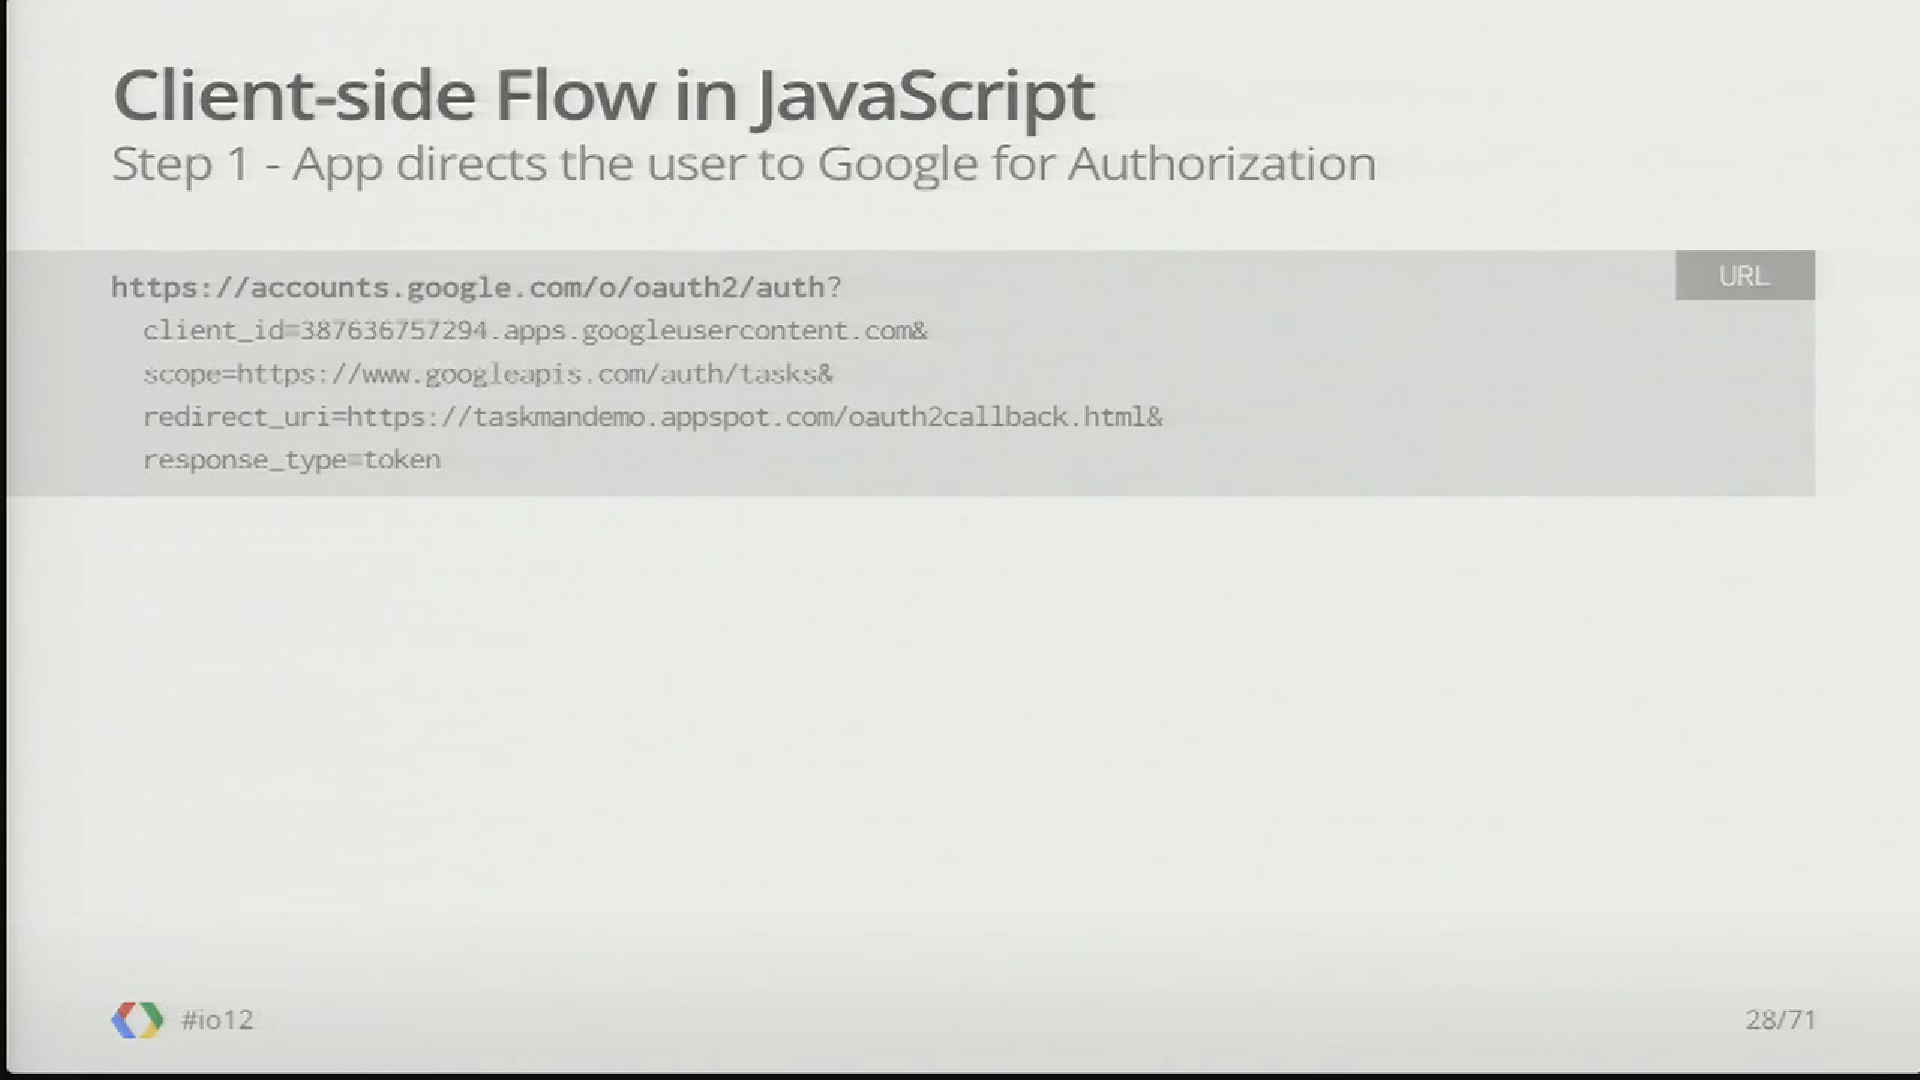 Client-side Flow in JavaScript
Step 1 - App directs the user to Google for Authorization
URL
https://accounts.google.com/o/oauth2/auth?
client_id=387636757294.apps.googleusercontent.com&
scope=https://www.googleapis.com/auth/tasks&
redirect_uri=https://taskmandemo.appspot.com/oauth2callback.html&
response_type=token
#io12
28/71